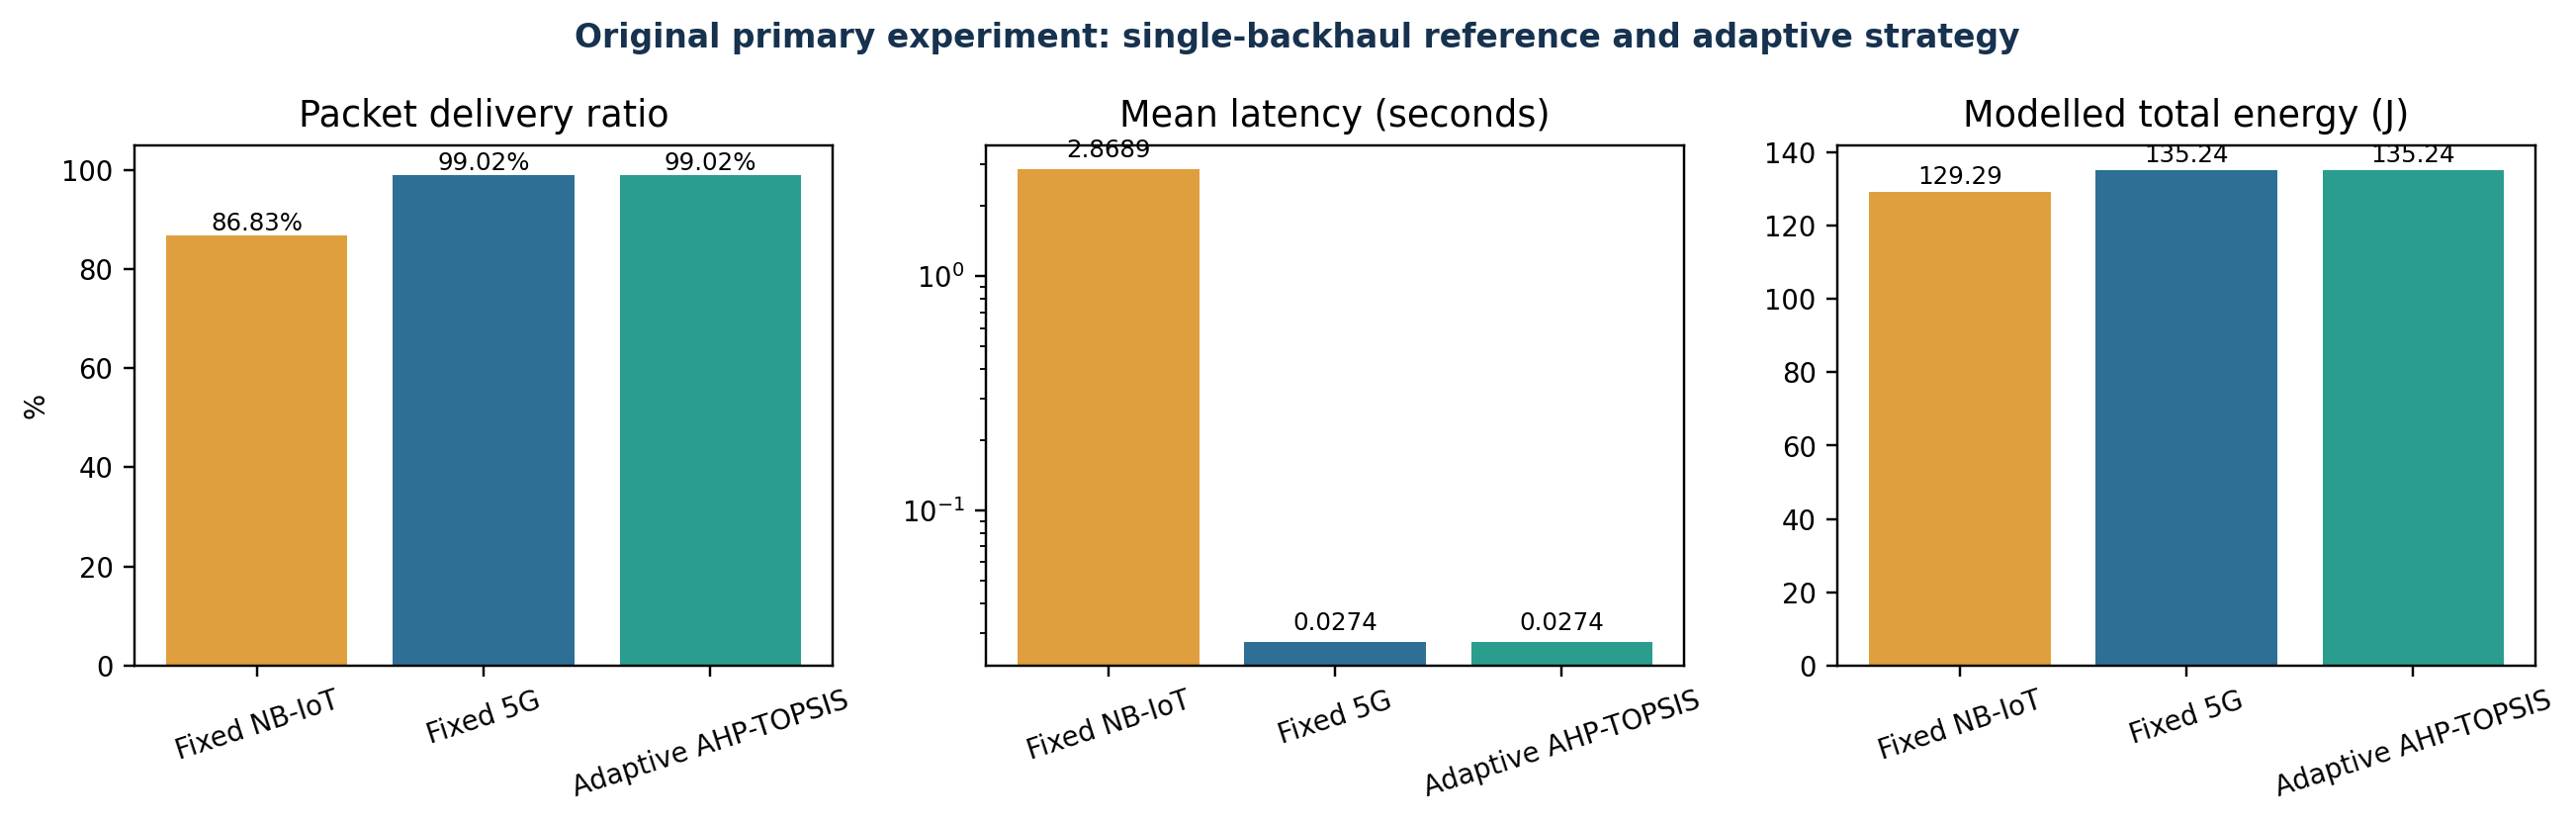 Original primary experiment: single-backhaul reference and adaptive strategy
Packet delivery ratio
100
80
60
40
20
0
%
86.83%
99.02%
99.02%
Fixed NB-IoT
Fixed 5G
Adaptive AHP-TOPSIS
Mean latency (seconds)
10⁰
10⁻¹
2.8689
0.0274
0.0274
Fixed NB-IoT
Fixed 5G
Adaptive AHP-TOPSIS
Modelled total energy (J)
140
120
100
80
60
40
20
0
129.29
135.24
135.24
Fixed NB-IoT
Fixed 5G
Adaptive AHP-TOPSIS